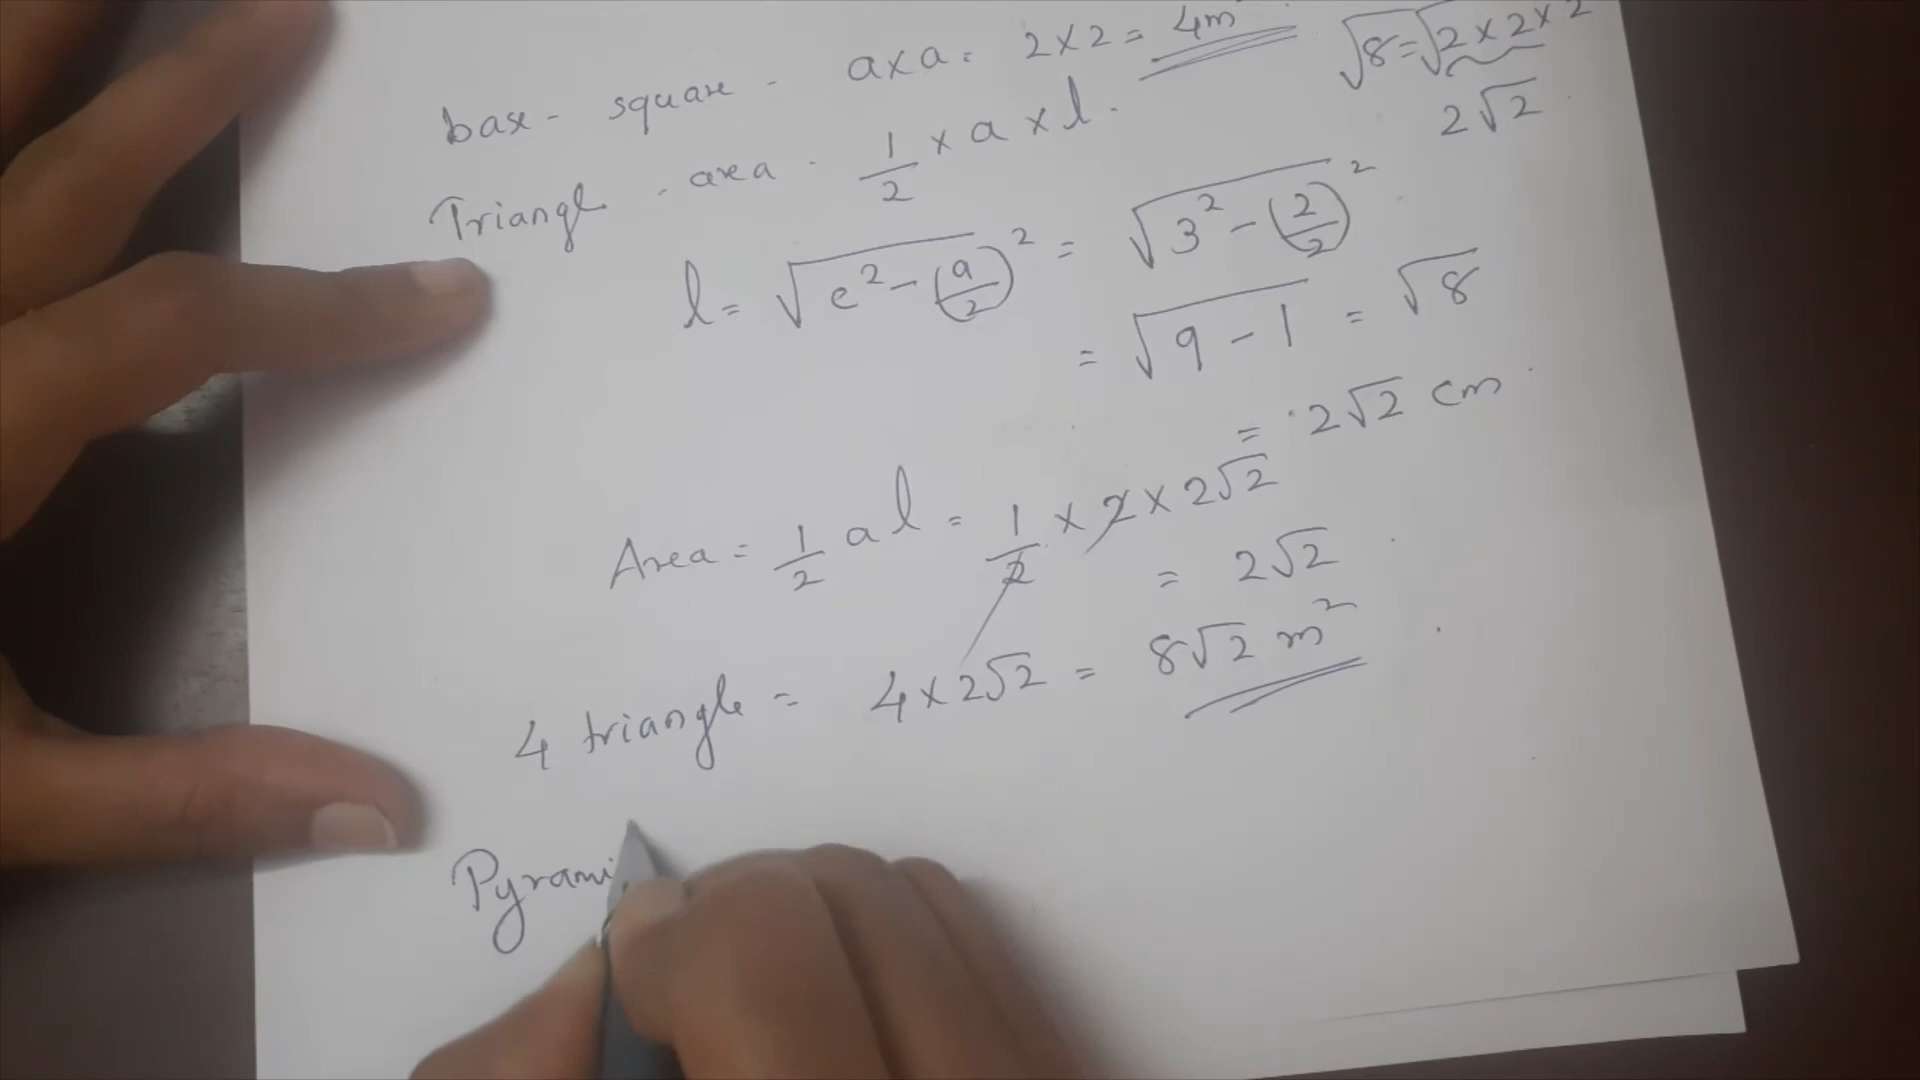 base - square - a×a = 2×2 = 4m
√8 = √2×2×2
2√2
Triangl - area - 1/2 × a × l.
l = √e² - (a/2)² = √3² - (2/2)²
= √9 - 1 = √8
= 2√2 cm
Area = 1/2 a l = 1/2 × 2 × 2√2
= 2√2
4 triangle = 4×2√2 = 8√2 m²
Pyrami